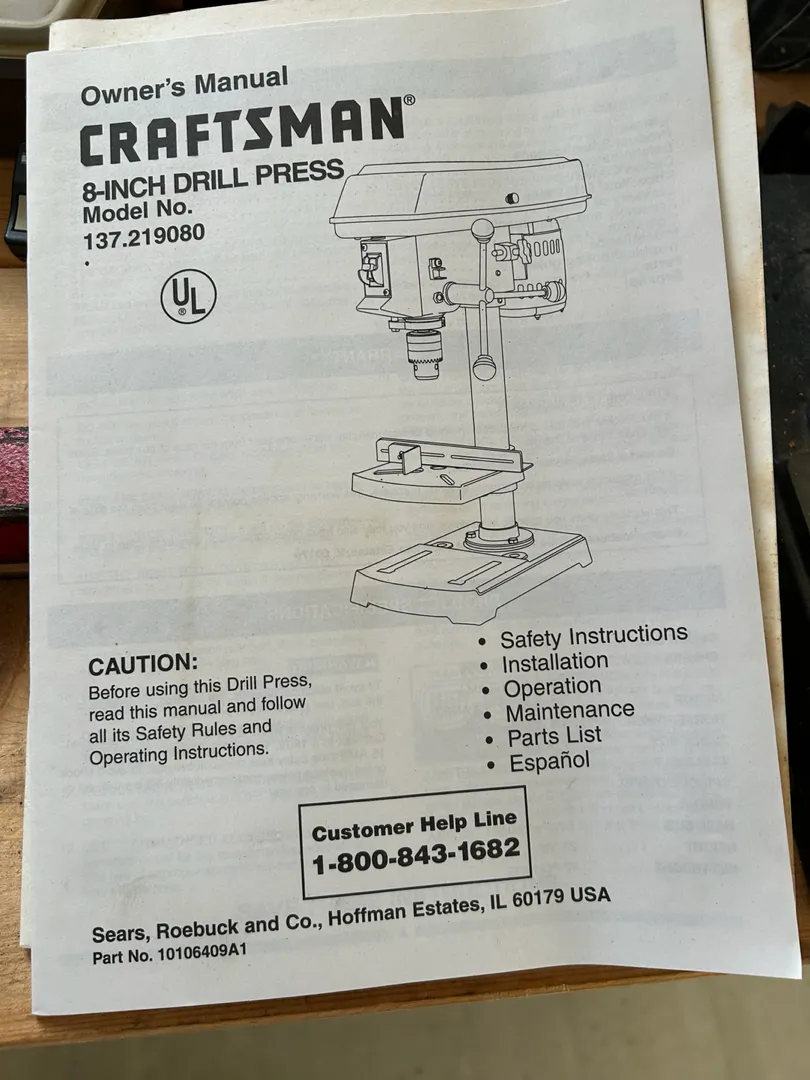 Owner's Manual
CRAFTSMAN®
8-INCH DRILL PRESS
Model No.
137.219080
UL
®
CAUTION:
Before using this Drill Press,
read this manual and follow
all its Safety Rules and
Operating Instructions.
• Safety Instructions
• Installation
• Operation
• Maintenance
• Parts List
• Español
Customer Help Line
1-800-843-1682
Sears, Roebuck and Co., Hoffman Estates, IL 60179 USA
Part No. 10106409A1